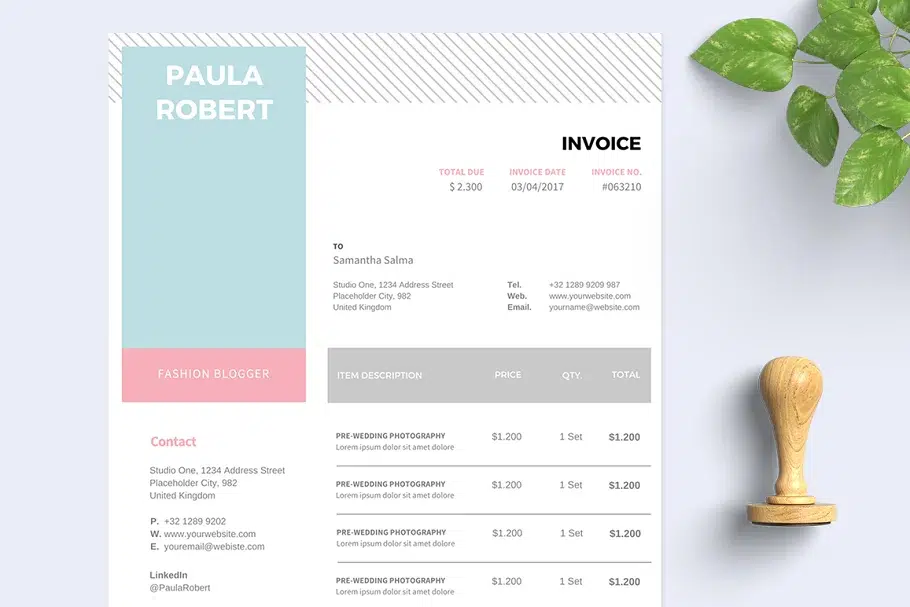 PAULA
ROBERT
INVOICE
TOTAL DUE INVOICE DATE INVOICE NO.
$ 2.300 03/04/2017 #063210
TO
Samantha Salma
Studio One, 1234 Address Street
Placeholder City, 982
United Kingdom
Tel. +32 1289 9209 987
Web. www.yourwebsite.com
Email. yourname@website.com
FASHION BLOGGER
ITEM DESCRIPTION PRICE QTY. TOTAL
Contact
Studio One, 1234 Address Street
Placeholder City, 982
United Kingdom
P. +32 1289 9202
W. www.yourwebsite.com
E. youremail@webiste.com
LinkedIn
@PaulaRobert
PRE-WEDDING PHOTOGRAPHY $1.200 1 Set $1.200
Lorem ipsum dolor sit amet dolore
PRE-WEDDING PHOTOGRAPHY $1.200 1 Set $1.200
Lorem ipsum dolor sit amet dolore
PRE-WEDDING PHOTOGRAPHY $1.200 1 Set $1.200
Lorem ipsum dolor sit amet dolore
PRE-WEDDING PHOTOGRAPHY $1.200 1 Set $1.200
Lorem ipsum dolor sit amet dolore